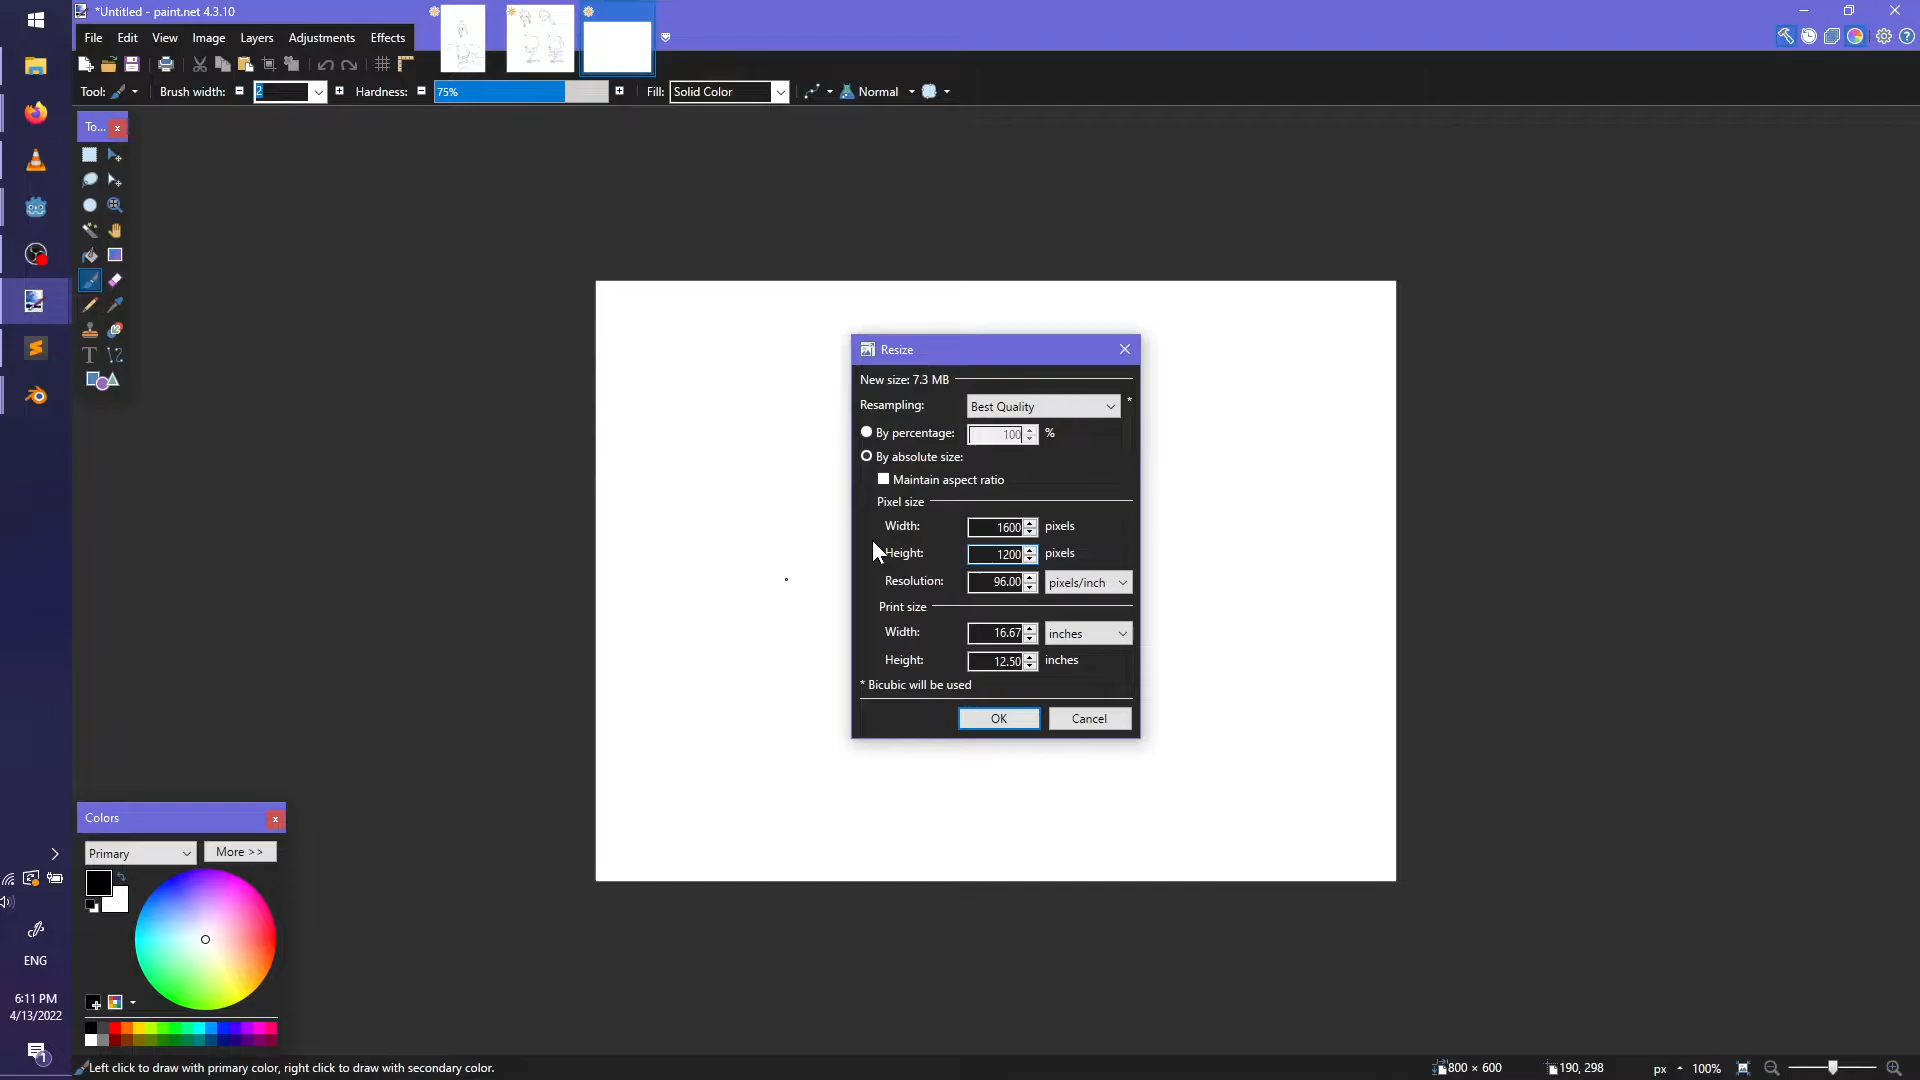 *Untitled - paint.net 4.3.10
File Edit View Image Layers Adjustments Effects
Tool: Brush width: 2 Hardness: 75% Fill: Solid Color Normal
To... x
Resize
New size: 7.3 MB
Resampling: Best Quality *
By percentage: 100 %
By absolute size:
Maintain aspect ratio
Pixel size
Width: 1600 pixels
Height: 1200 pixels
Resolution: 96.00 pixels/inch
Print size
Width: 16.67 inches
Height: 12.50 inches
* Bicubic will be used
OK Cancel
Colors x
Primary More >>
ENG
6:11 PM
4/13/2022
1
Left click to draw with primary color, right click to draw with secondary color. 800 × 600 190, 298 px 100%